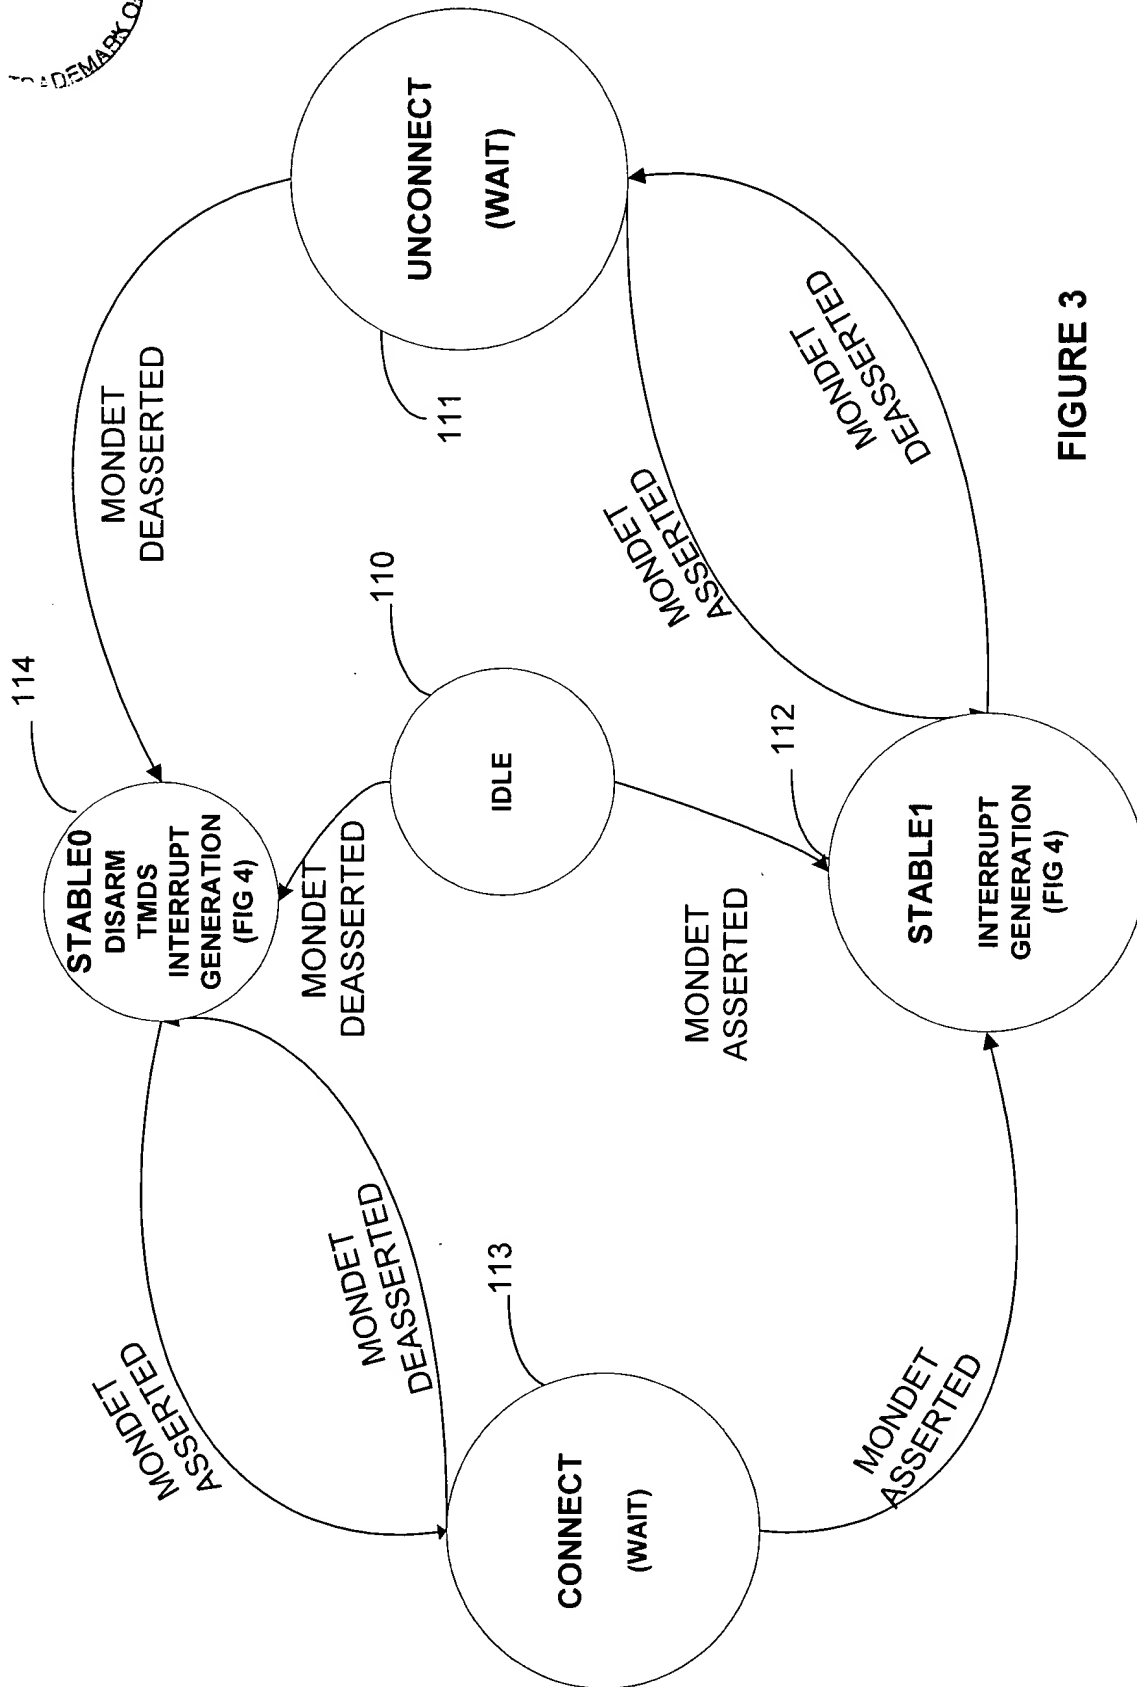 TRADEMARK
114
MONDET
DEASSERTED
STABLE0
DISARM
TMDS
INTERRUPT
GENERATION
(FIG 4)
MONDET
ASSERTED
MONDET
DEASSERTED
MONDET
DEASSERTED
110
IDLE
111
UNCONNECT
(WAIT)
113
CONNECT
(WAIT)
MONDET
ASSERTED
MONDET
ASSERTED
MONDET
DEASSERTED
112
STABLE1
INTERRUPT
GENERATION
(FIG 4)
MONDET
ASSERTED
FIGURE 3